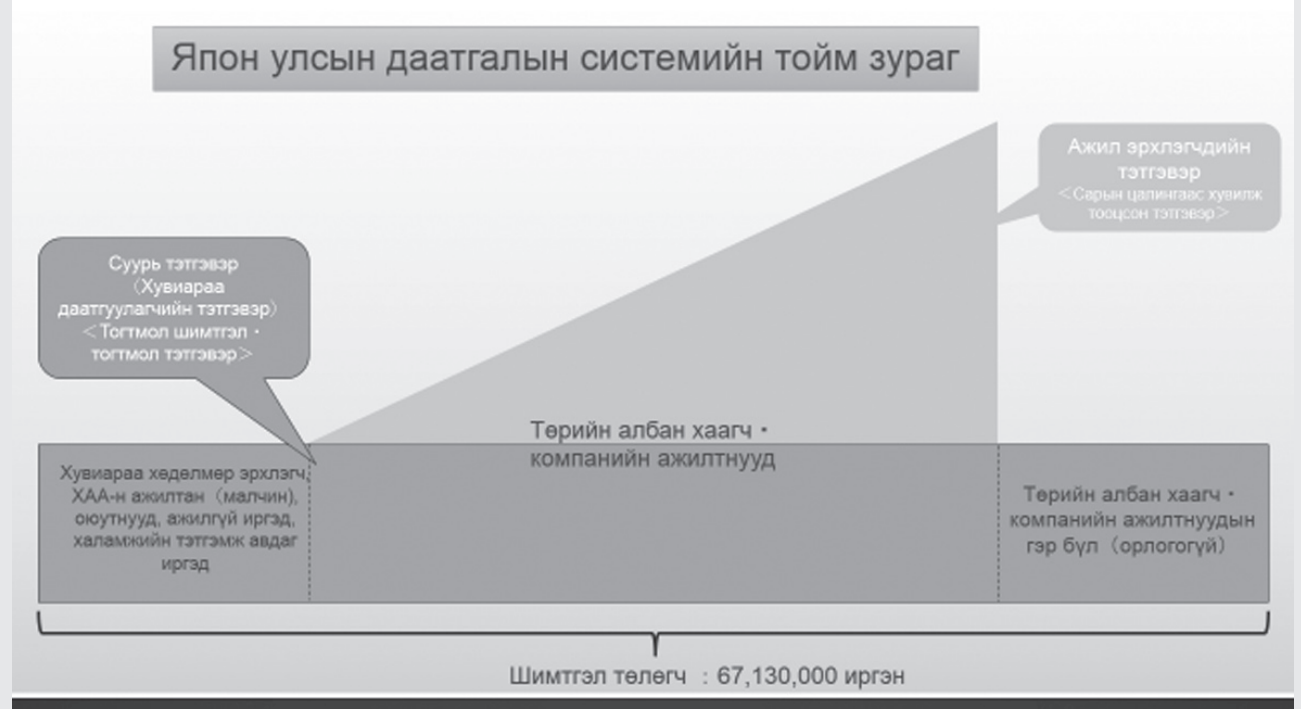 Япон улсын даатгалын системийн тойм зураг
Ажил эрхлэгчдийн
тэтгэвэр
＜Сарын цалингаас хувилж
тооцсон тэтгэвэр＞
Суурь тэтгэвэр
（Хувиараа
даатгуулагчийн тэтгэвэр）
＜Тогтмол шимтгэл・
тогтмол тэтгэвэр＞
Төрийн албан хаагч・
компанийн ажилтнууд
Хувиараа хөдөлмөр эрхлэгч,
ХАА-н ажилтан（малчин),
оюутнууд, ажилгүй иргэд,
халамжийн тэтгэмж авдаг
иргэд
Төрийн албан хаагч・
компанийн ажилтнуудын
гэр бүл（орлогогүй）
Шимтгэл төлөгч ：67,130,000 иргэн